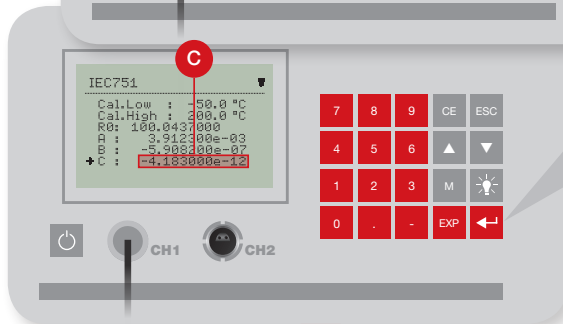 C
IEC751
Cal.Low : -50.0 °C
Cal.High : 200.0 °C
R0: 100.0437000
A : 3.912300e-03
B : -5.908200e-07
C : -4.183000e-12
7 8 9 CE ESC
4 5 6
1 2 3 M
0 . - EXP
CH1 CH2